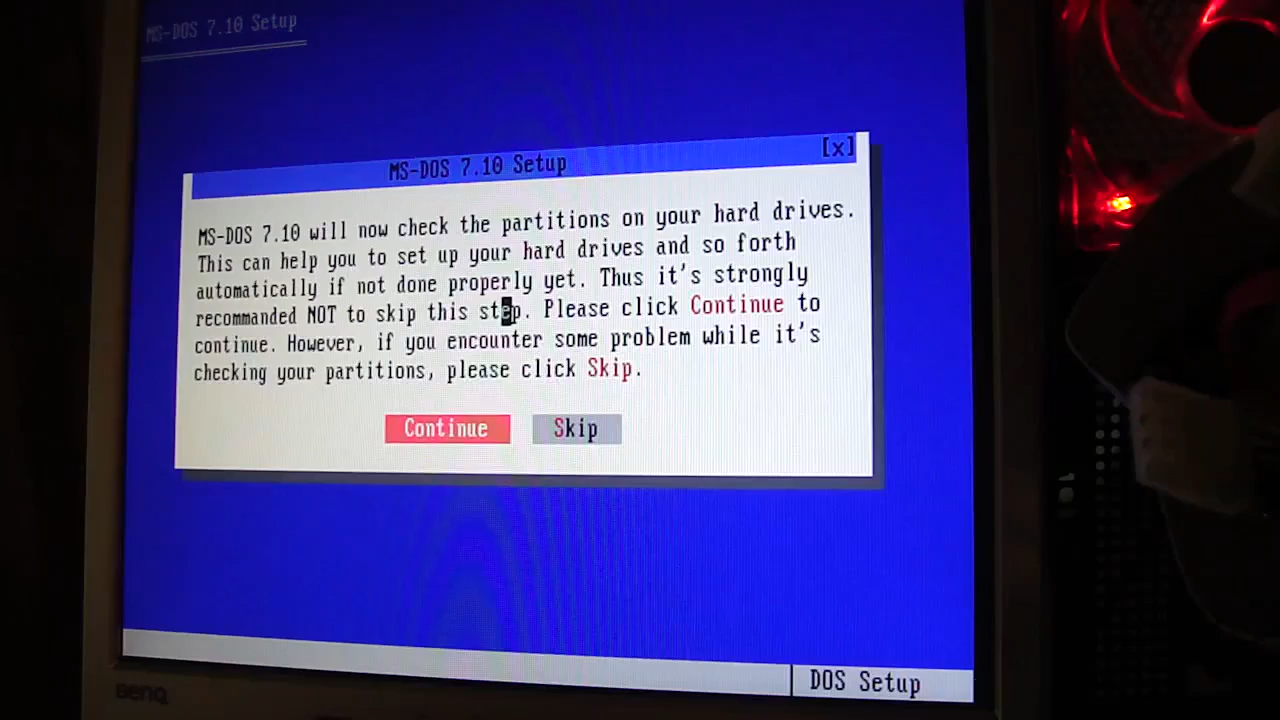 MS-DOS 7.10 Setup
MS-DOS 7.10 Setup [x]
MS-DOS 7.10 will now check the partitions on your hard drives.
This can help you to set up your hard drives and so forth
automatically if not done properly yet. Thus it's strongly
recommanded NOT to skip this step. Please click Continue to
continue. However, if you encounter some problem while it's
checking your partitions, please click Skip.
Continue Skip
DOS Setup
BenQ